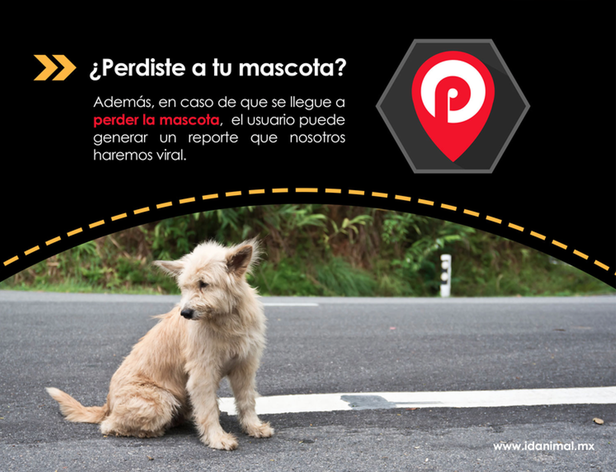 ¿Perdiste a tu mascota?
Además, en caso de que se llegue a
perder la mascota, el usuario puede
generar un reporte que nosotros
haremos viral.
P
www.idanimal.mx